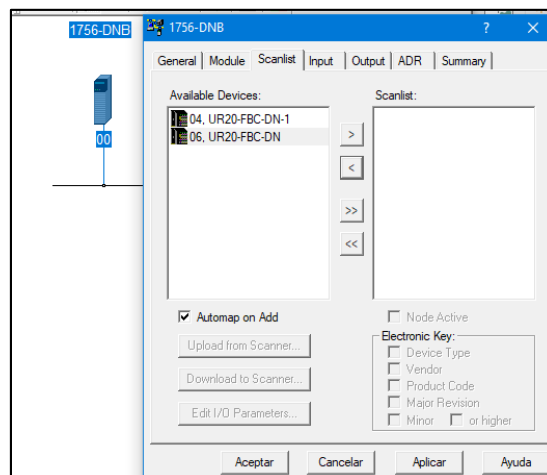 1756-DNB
00
1756-DNB ? X
General Module Scanlist Input Output ADR Summary
Available Devices: Scanlist:
04, UR20-FBC-DN-1
06, UR20-FBC-DN
>
<
>>
<<
Automap on Add
Node Active
Upload from Scanner...
Download to Scanner...
Edit I/O Parameters...
Electronic Key:
Device Type
Vendor
Product Code
Major Revision
Minor or higher
Aceptar Cancelar Aplicar Ayuda